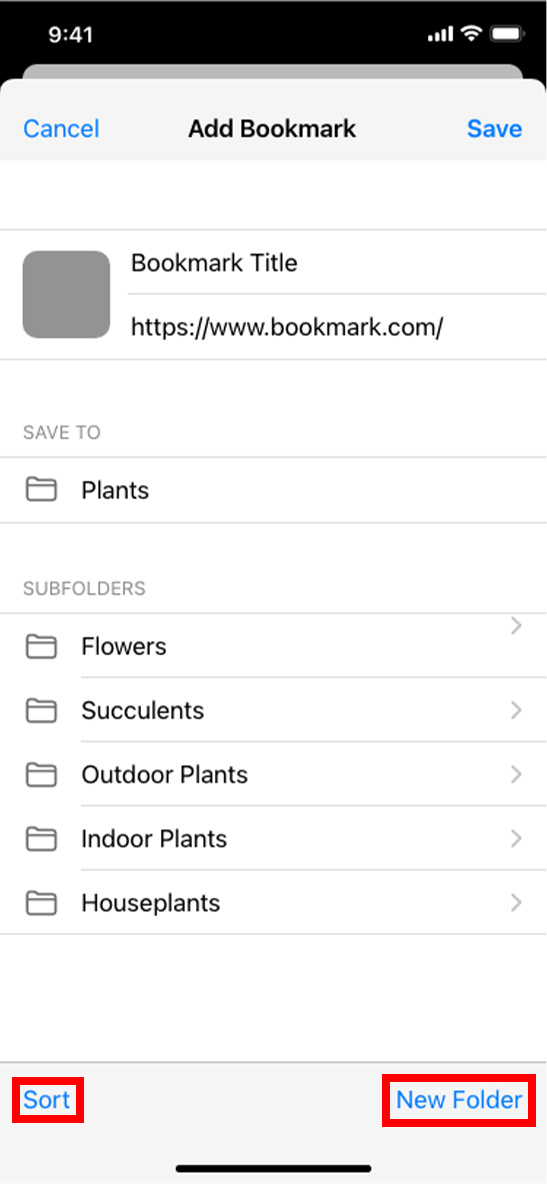 9:41
Cancel Add Bookmark Save
Bookmark Title
https://www.bookmark.com/
SAVE TO
Plants
SUBFOLDERS
Flowers
Succulents
Outdoor Plants
Indoor Plants
Houseplants
Sort New Folder